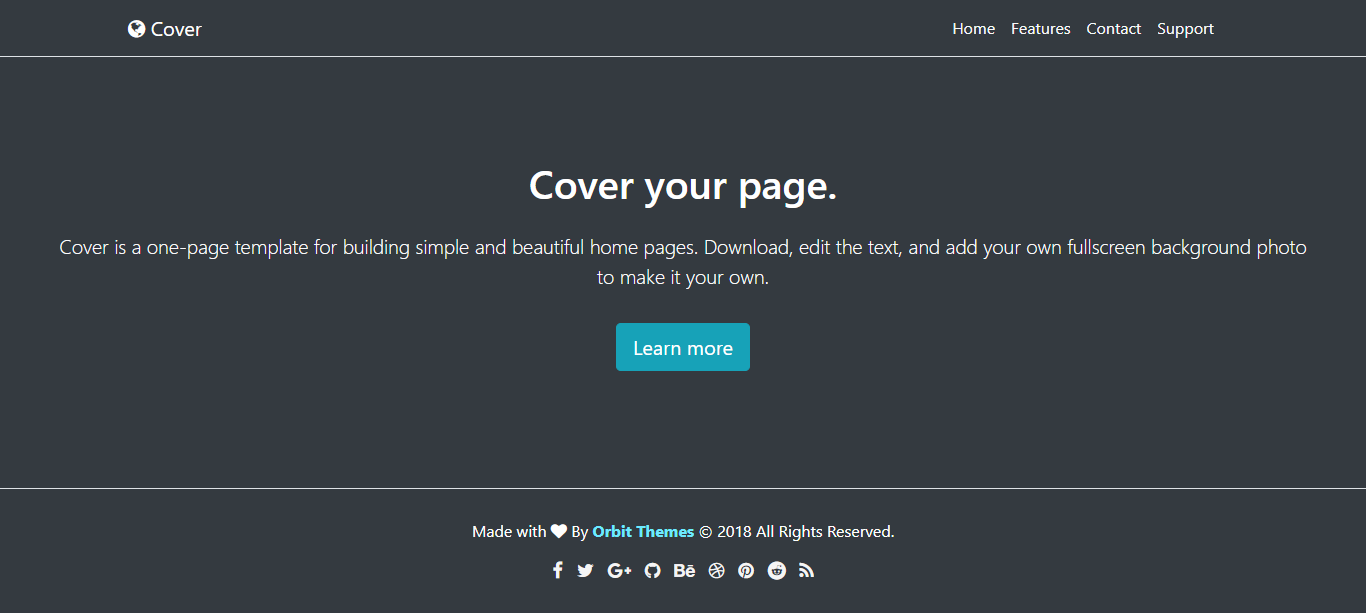 Cover
Home Features Contact Support
Cover your page.
Cover is a one-page template for building simple and beautiful home pages. Download, edit the text, and add your own fullscreen background photo
to make it your own.
Learn more
Made with By Orbit Themes © 2018 All Rights Reserved.